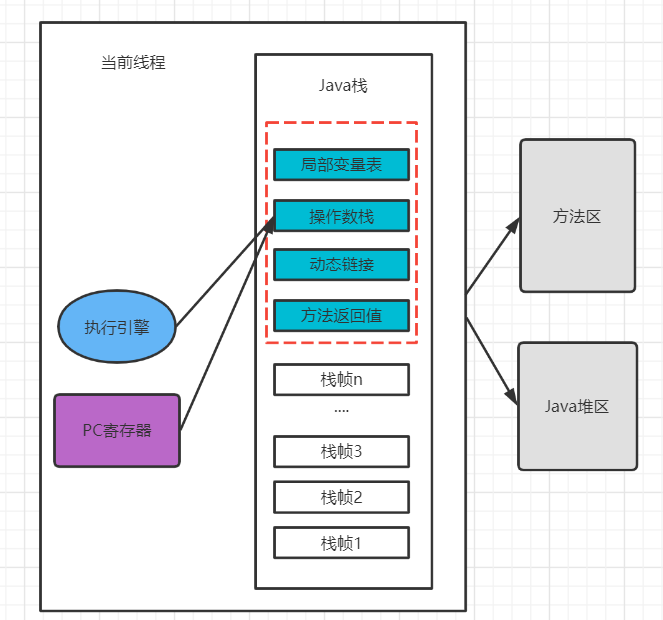 当前线程
Java栈
局部变量表
操作数栈
动态链接
方法返回值
栈帧n
....
栈帧3
栈帧2
栈帧1
执行引擎
PC寄存器
方法区
Java堆区